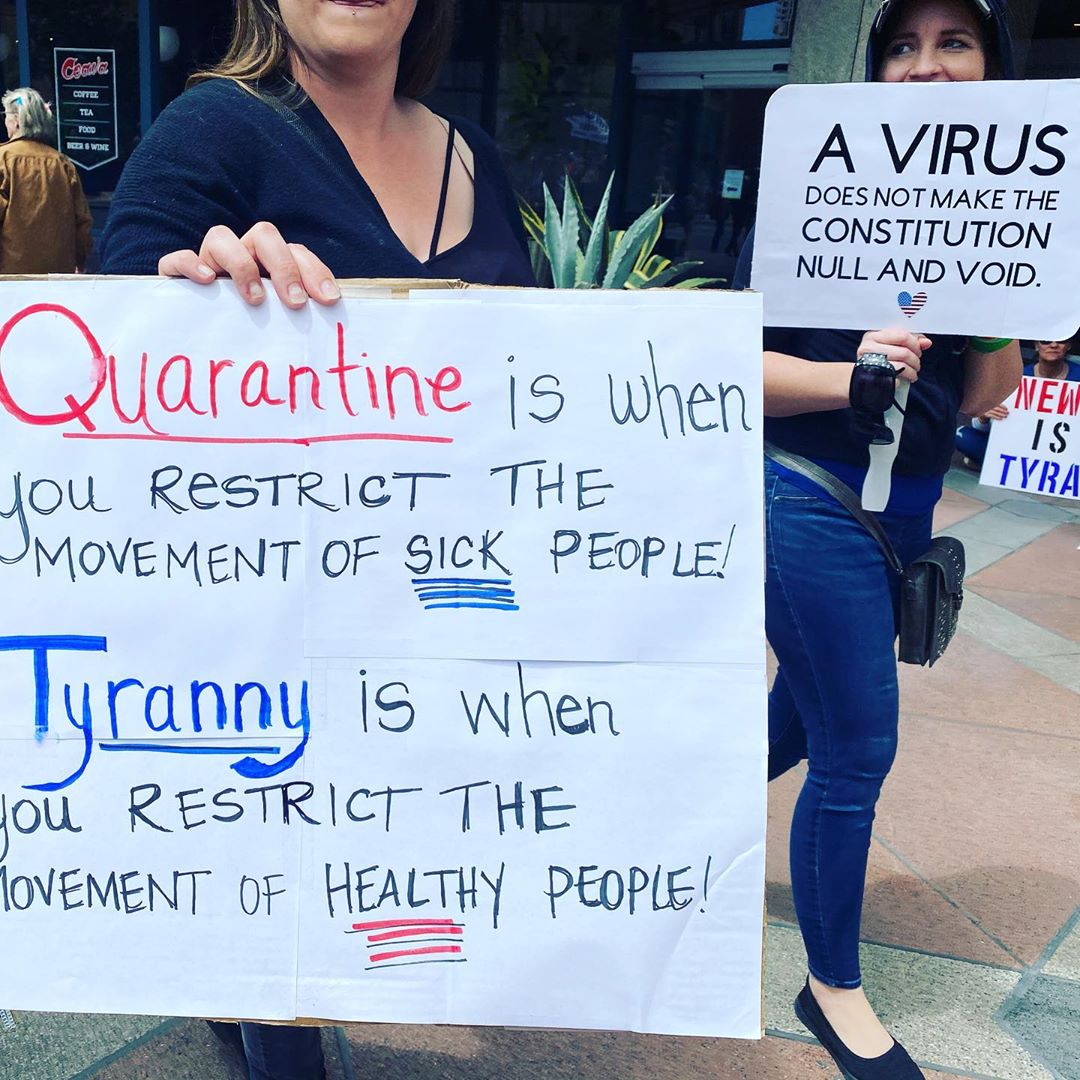 Ceava
COFFEE
TEA
FOOD
BEER & WINE
A VIRUS
DOES NOT MAKE THE
CONSTITUTION
NULL AND VOID.
Quarantine is when
you RESTRICT THE
MOVEMENT OF SICK PEOPLE!
Tyranny is when
you RESTRICT THE
MOVEMENT OF HEALTHY PEOPLE!
NEW
IS
TYRA